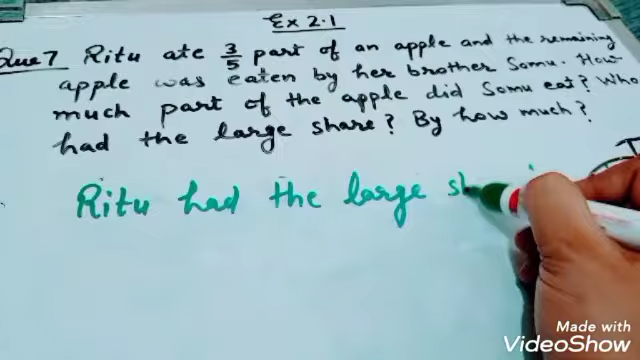 Ex 2.1
Que 7 Ritu ate 3/5 part of an apple and the remaining
apple was eaten by her brother Somu. How
much part of the apple did Somu eat? Who
had the large share? By how much?
Ritu had the large sh
Made with
VideoShow